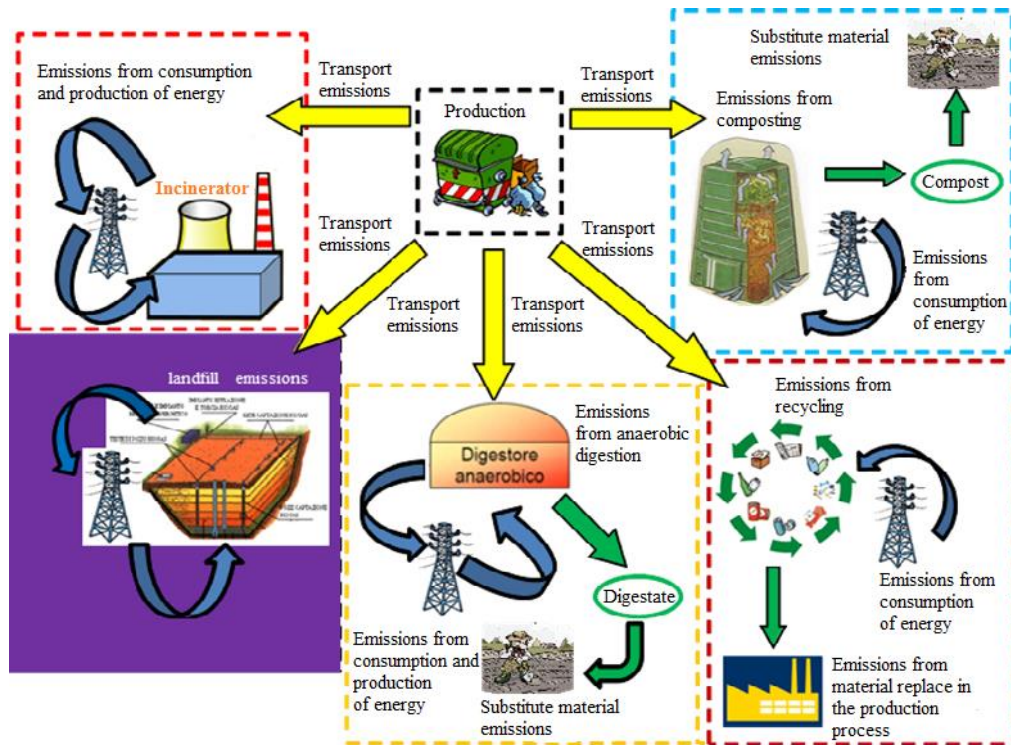 Emissions from consumption
and production of energy
Incinerator
Transport
emissions
Production
Transport
emissions
Substitute material
emissions
Emissions from
composting
Compost
Emissions
from
consumption
of energy
Transport
emissions
Transport
emissions
Transport
emissions
Transport
emissions
landfill emissions
Digestore
anaerobico
Emissions
from anaerobic
digestion
Digestate
Emissions from
consumption and
production
of energy
Substitute material
emissions
Emissions from
recycling
Emissions from
consumption
of energy
Emissions from
material replace in
the production
process